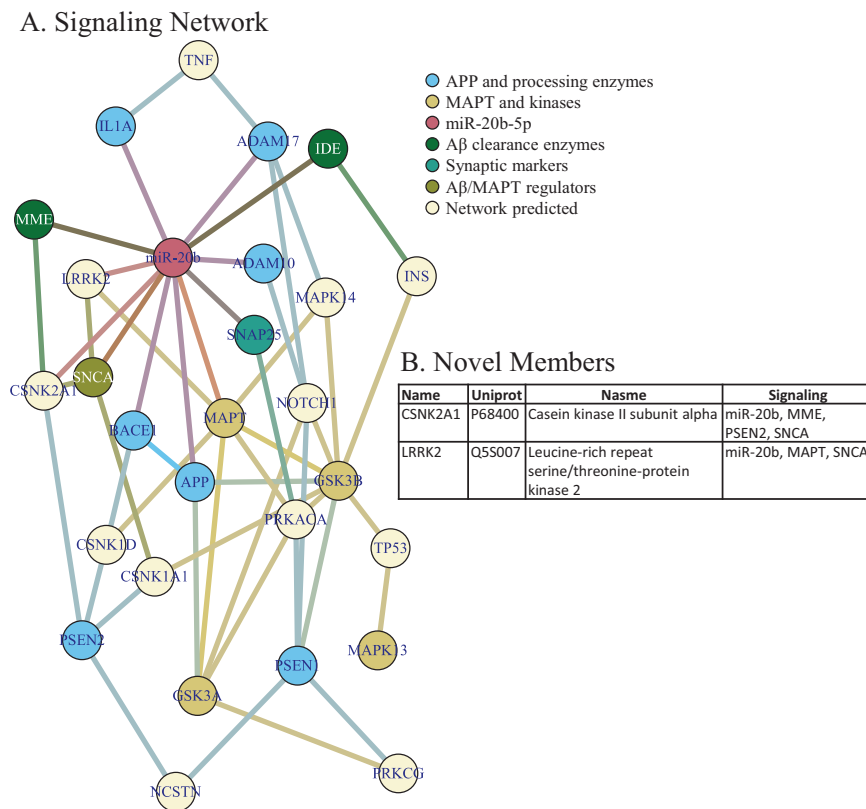 A. Signaling Network
TNF
IL1A
ADAM17
IDE
MME
miR-20b
LRRK2
ADAM10
INS
MAPK14
SNAP25
SNCA
CSNK2A1
NOTCH1
BACE1
MAPT
APP
GSK3B
PRKACA
CSNK1D
TP53
CSNK1A1
PSEN2
MAPK13
PSEN1
GSK3A
PRKCG
NCSTN
APP and processing enzymes
MAPT and kinases
miR-20b-5p
Aβ clearance enzymes
Synaptic markers
Aβ/MAPT regulators
Network predicted
B. Novel Members
Name Uniprot Nasme Signaling
CSNK2A1 P68400 Casein kinase II subunit alpha miR-20b, MME,
PSEN2, SNCA
LRRK2 Q5S007 Leucine-rich repeat miR-20b, MAPT, SNCA
serine/threonine-protein
kinase 2